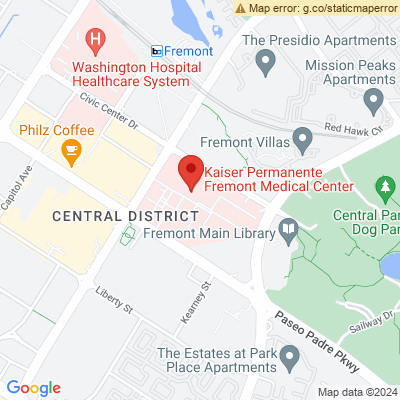 Map error: g.co/staticmaperror
The Presidio Apartments
Fremont
Washington Hospital
Healthcare System
Mission Peaks
Apartments
Civic Center Dr
Red Hawk Cir
Philz Coffee
Fremont Villas
Capitol Ave
Kaiser Permanente
Fremont Medical Center
CENTRAL DISTRICT
Central Par
Dog Par
Fremont Main Library
Liberty St
Kearney St
Paseo Padre Pkwy
Sailway Dr
The Estates at Park
Place Apartments
Google
Map data ©2024